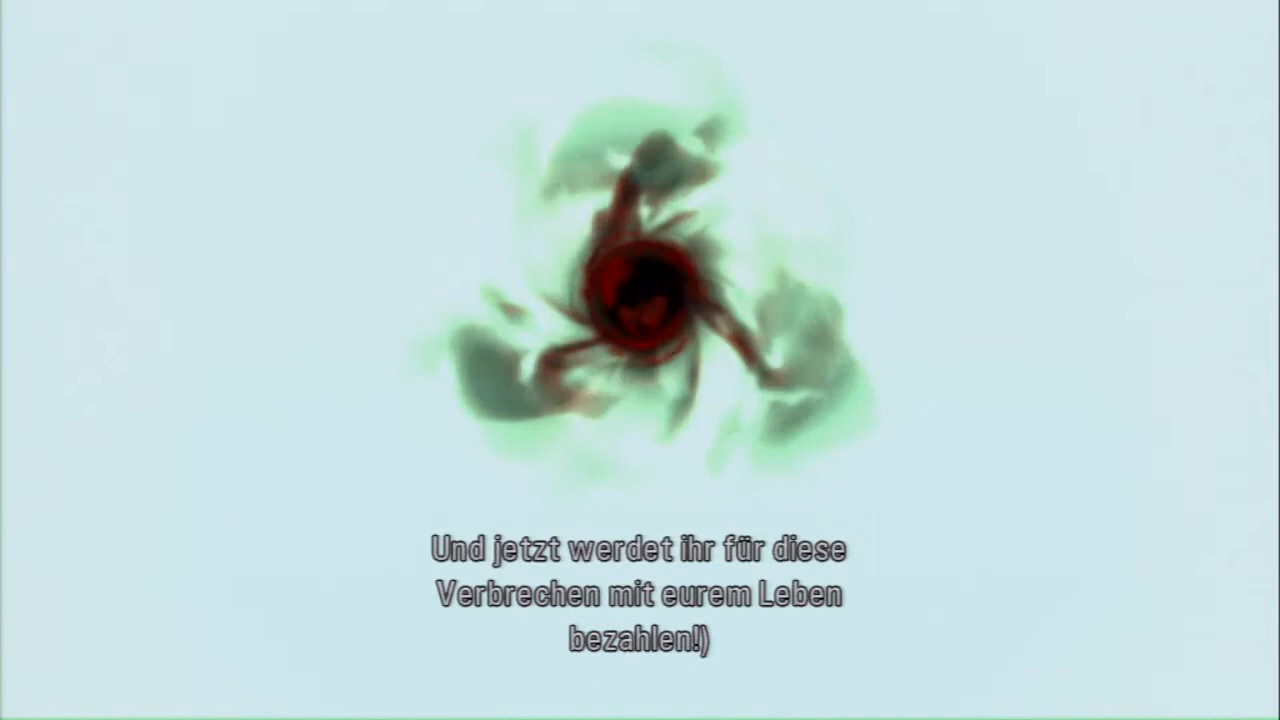 Und jetzt werdet ihr für diese
Verbrechen mit eurem Leben
bezahlen!)